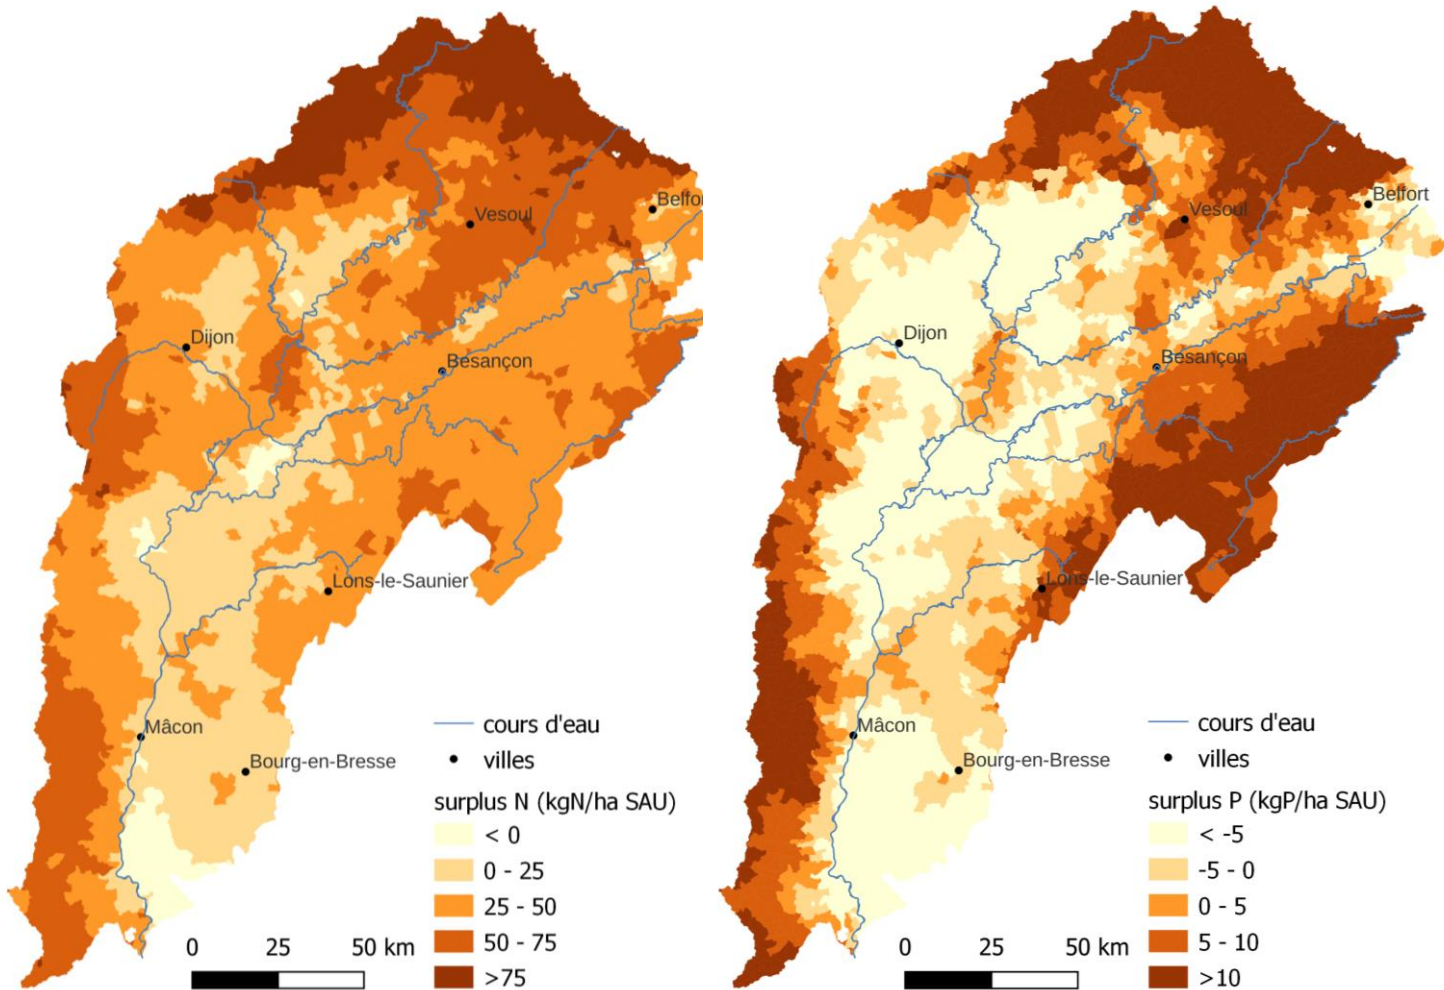 Vesoul
Belfor
Dijon
Besançon
Lons-le-Saunier
Mâcon
Bourg-en-Bresse
cours d'eau
villes
surplus N (kgN/ha SAU)
< 0
0 - 25
25 - 50
50 - 75
>75
0 25 50 km
Belfort
Vesoul
Dijon
Besançon
Lons-le-Saunier
Mâcon
Bourg-en-Bresse
cours d'eau
villes
surplus P (kgP/ha SAU)
< -5
-5 - 0
0 - 5
5 - 10
>10
0 25 50 km